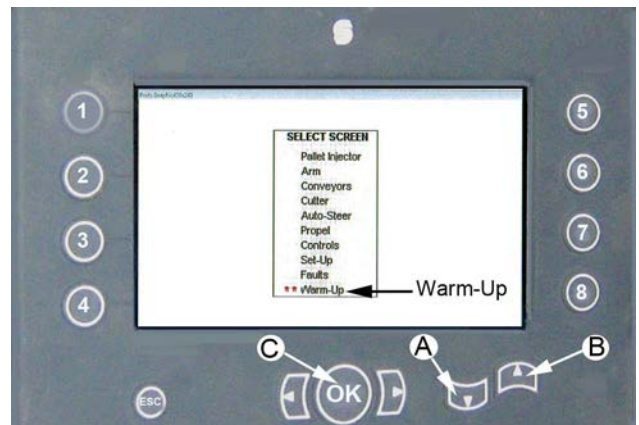 1
2
3
4
5
6
7
8
SELECT SCREEN
Pallet Injector
Arm
Conveyors
Cutter
Auto-Steer
Propel
Controls
Set-Up
Faults
** Warm-Up
Warm-Up
C
A
B
ESC
OK